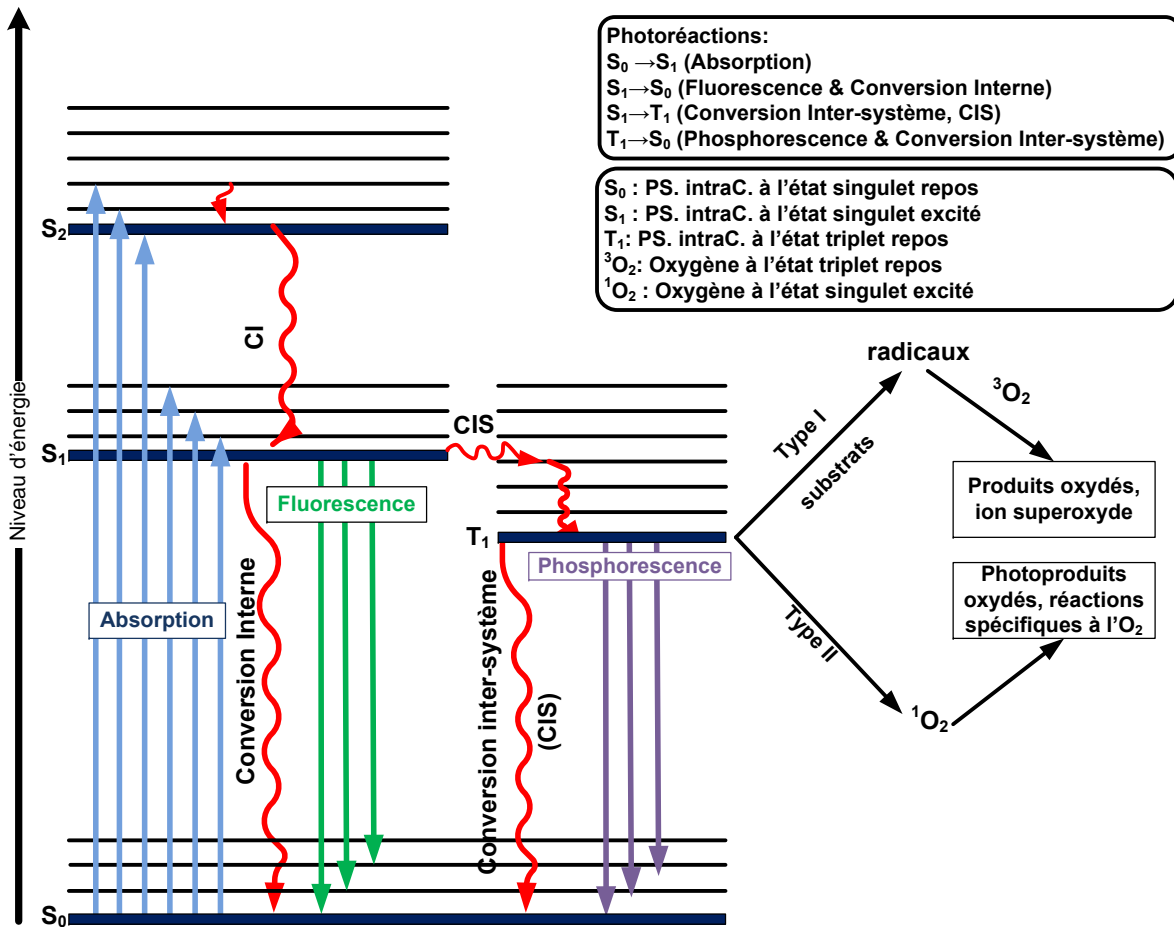 Niveau d'énergie
Photoréactions:
S₀ →S₁ (Absorption)
S₁→S₀ (Fluorescence & Conversion Interne)
S₁→T₁ (Conversion Inter-système, CIS)
T₁→S₀ (Phosphorescence & Conversion Inter-système)
S₀ : PS. intraC. à l'état singulet repos
S₁ : PS. intraC. à l'état singulet excité
T₁: PS. intraC. à l'état triplet repos
³O₂: Oxygène à l'état triplet repos
¹O₂ : Oxygène à l'état singulet excité
S₂
CI
S₁
CIS
Fluorescence
T₁
Phosphorescence
Absorption
Conversion Interne
Conversion inter-système
(CIS)
S₀
radicaux
³O₂
Type I
substrats
Produits oxydés,
ion superoxyde
Photoproduits
oxydés, réactions
spécifiques à l'O₂
Type II
¹O₂